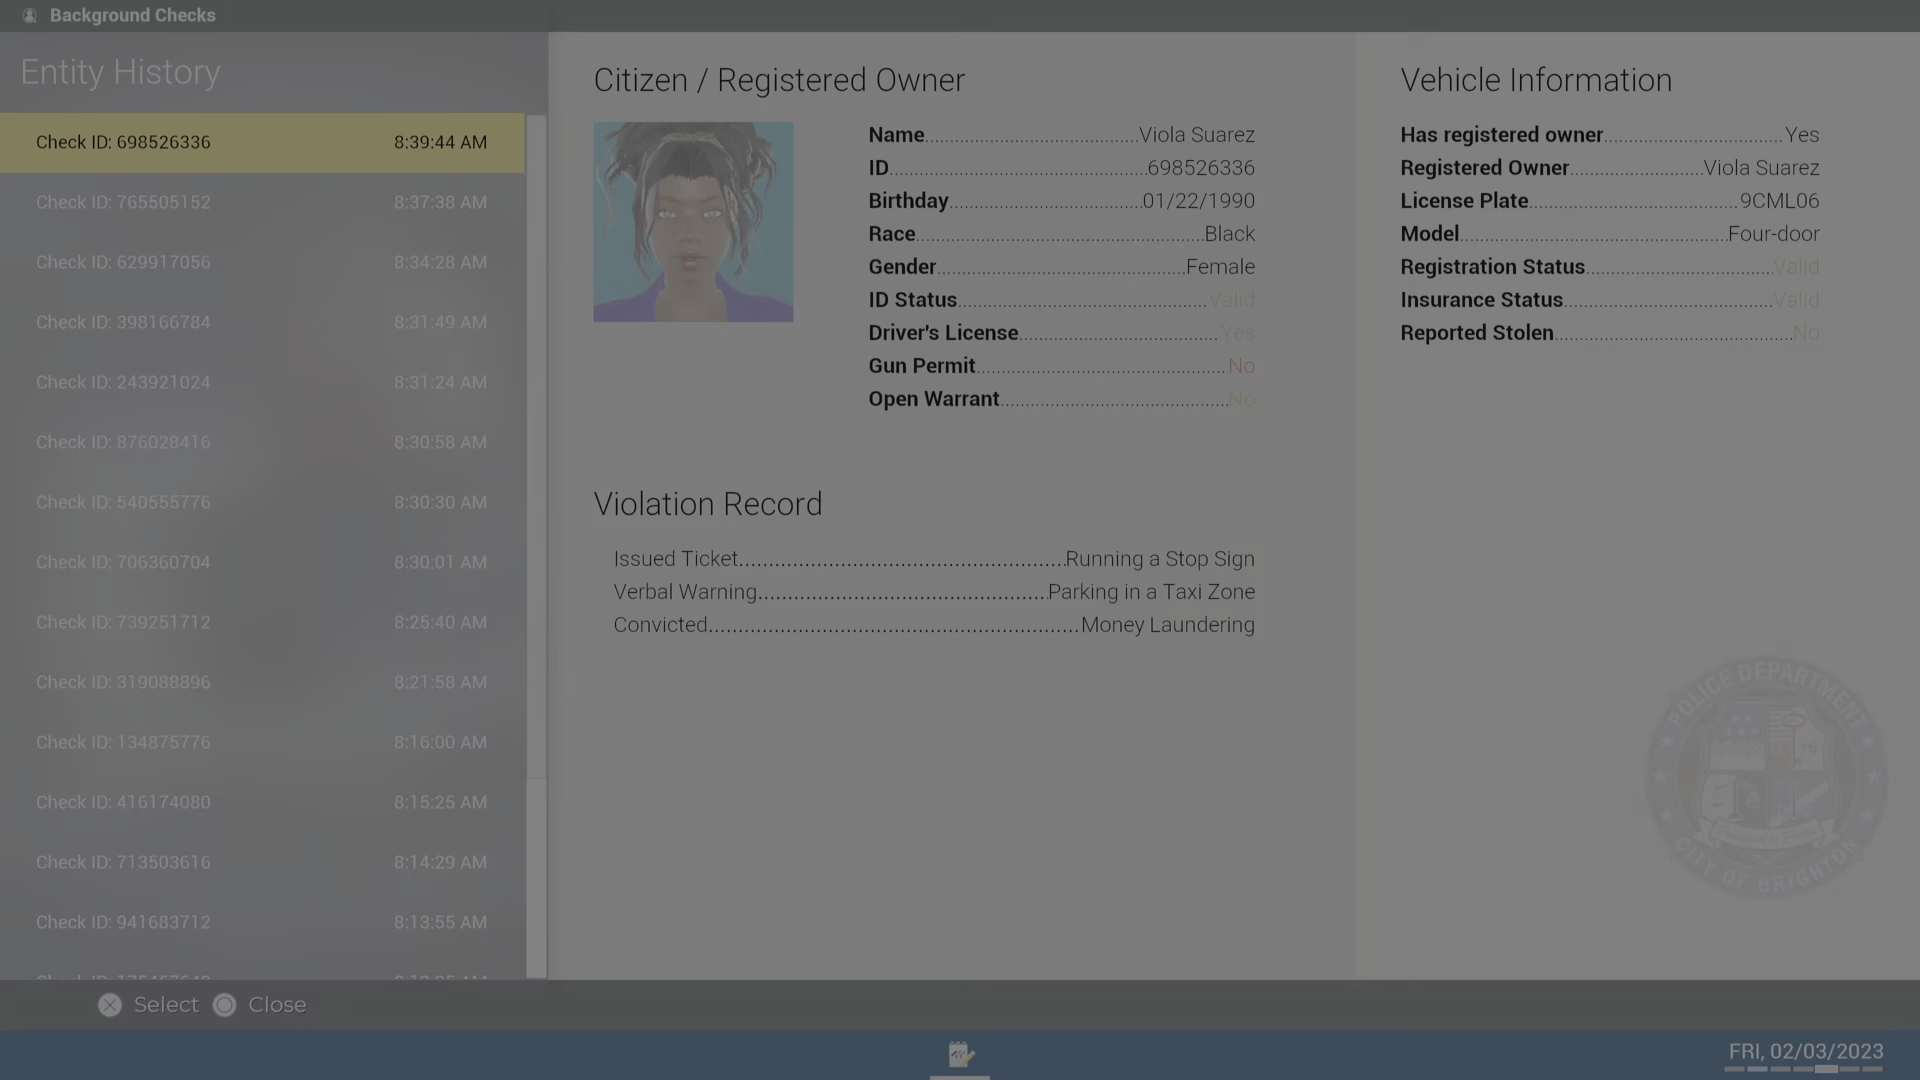 Background Checks
Entity History
Check ID: 698526336 8:39:44 AM
Check ID: 765505152 8:37:38 AM
Check ID: 629917056 8:34:28 AM
Check ID: 398166784 8:31:49 AM
Check ID: 243921024 8:31:24 AM
Check ID: 876028416 8:30:58 AM
Check ID: 540555776 8:30:30 AM
Check ID: 706360704 8:30:01 AM
Check ID: 739251712 8:25:40 AM
Check ID: 319088896 8:21:58 AM
Check ID: 134875776 8:16:00 AM
Check ID: 416174080 8:15:25 AM
Check ID: 713503616 8:14:29 AM
Check ID: 941683712 8:13:55 AM
Citizen / Registered Owner
Name Viola Suarez
ID 698526336
Birthday 01/22/1990
Race Black
Gender Female
ID Status Valid
Driver's License Yes
Gun Permit No
Open Warrant No
Violation Record
Issued Ticket Running a Stop Sign
Verbal Warning Parking in a Taxi Zone
Convicted Money Laundering
Vehicle Information
Has registered owner Yes
Registered Owner Viola Suarez
License Plate 9CML06
Model Four-door
Registration Status Valid
Insurance Status Valid
Reported Stolen No
POLICE DEPARTMENT
CITY OF BRIGHTON
Select Close
FRI, 02/03/2023